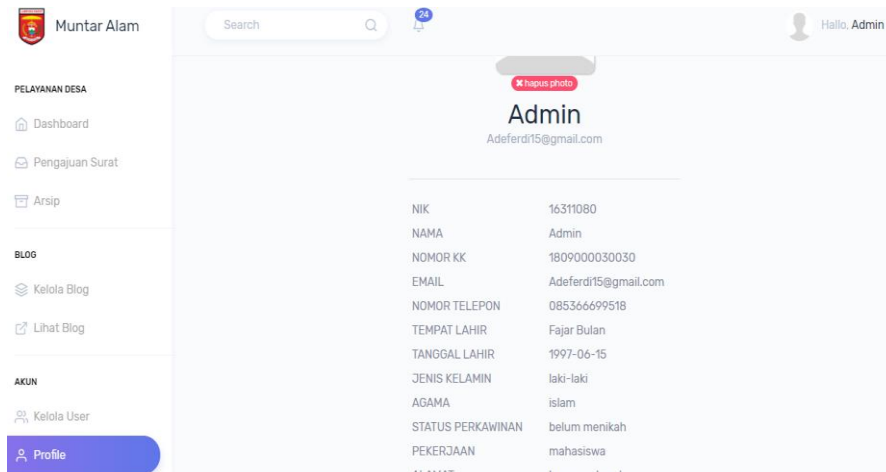 Muntar Alam
Search
24
Hallo, Admin
PELAYANAN DESA
Dashboard
Pengajuan Surat
Arsip
BLOG
Kelola Blog
Lihat Blog
AKUN
Kelola User
Profile
hapus photo
Admin
Adeferdi15@gmail.com
NIK 16311080
NAMA Admin
NOMOR KK 1809000030030
EMAIL Adeferdi15@gmail.com
NOMOR TELEPON 085366699518
TEMPAT LAHIR Fajar Bulan
TANGGAL LAHIR 1997-06-15
JENIS KELAMIN laki-laki
AGAMA islam
STATUS PERKAWINAN belum menikah
PEKERJAAN mahasiswa